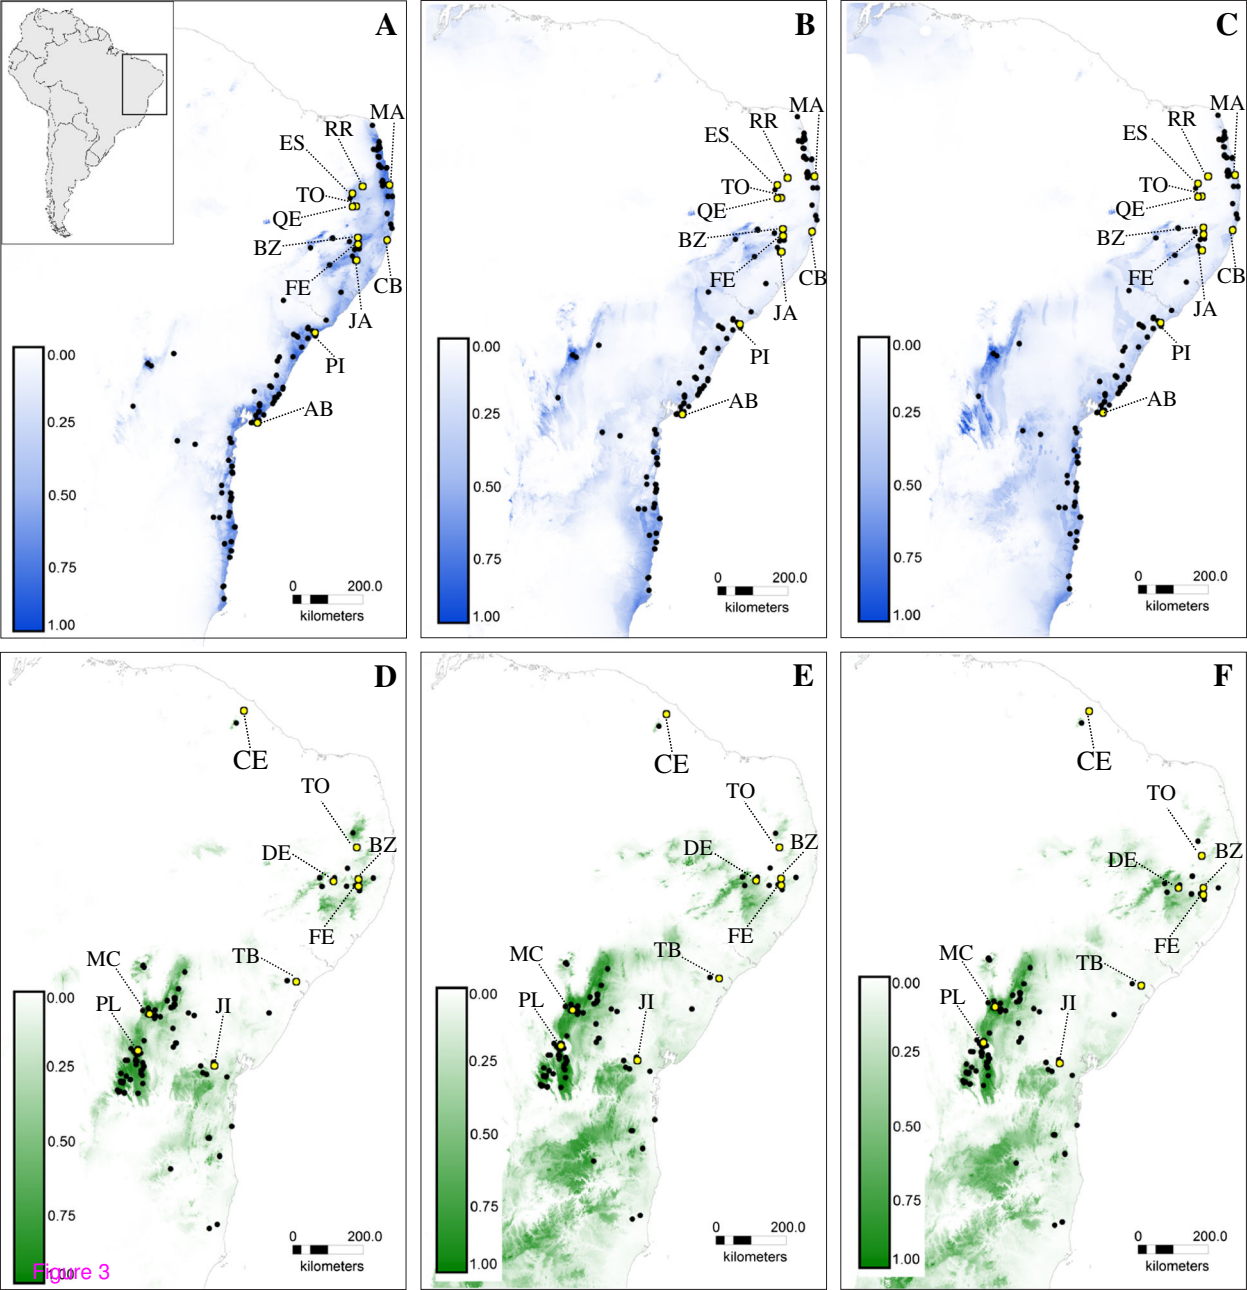 A
MA
RR
ES
TO
QE
BZ
FE
CB
JA
PI
AB
0.00
0.25
0.50
0.75
1.00
0 200.0
kilometers
B
MA
RR
ES
TO
QE
BZ
FE
CB
JA
PI
AB
0.00
0.25
0.50
0.75
1.00
0 200.0
kilometers
C
MA
RR
ES
TO
QE
BZ
FE
CB
JA
PI
AB
0.00
0.25
0.50
0.75
1.00
0 200.0
kilometers
D
CE
TO
DE
BZ
FE
MC
TB
PL
JI
0.00
0.25
0.50
0.75
0 200.0
kilometers
Figure 3
E
CE
TO
DE
BZ
FE
MC
TB
PL
JI
0.00
0.25
0.50
0.75
1.00
0 200.0
kilometers
F
CE
TO
DE
BZ
FE
MC
TB
PL
JI
0.00
0.25
0.50
0.75
1.00
0 200.0
kilometers